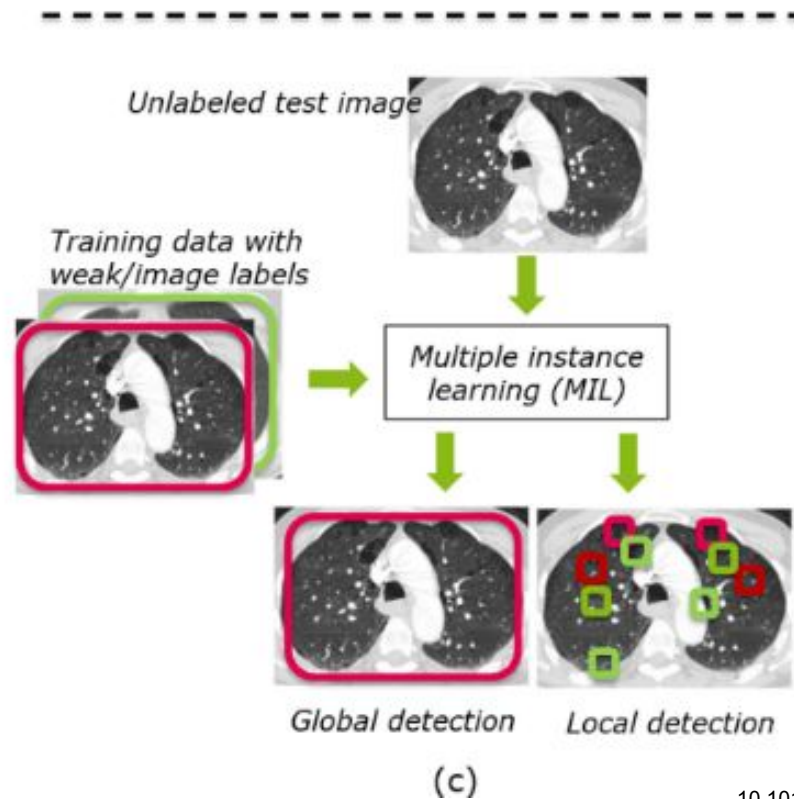 Unlabeled test image
Training data with
weak/image labels
Multiple instance
learning (MIL)
Global detection
Local detection
(c)